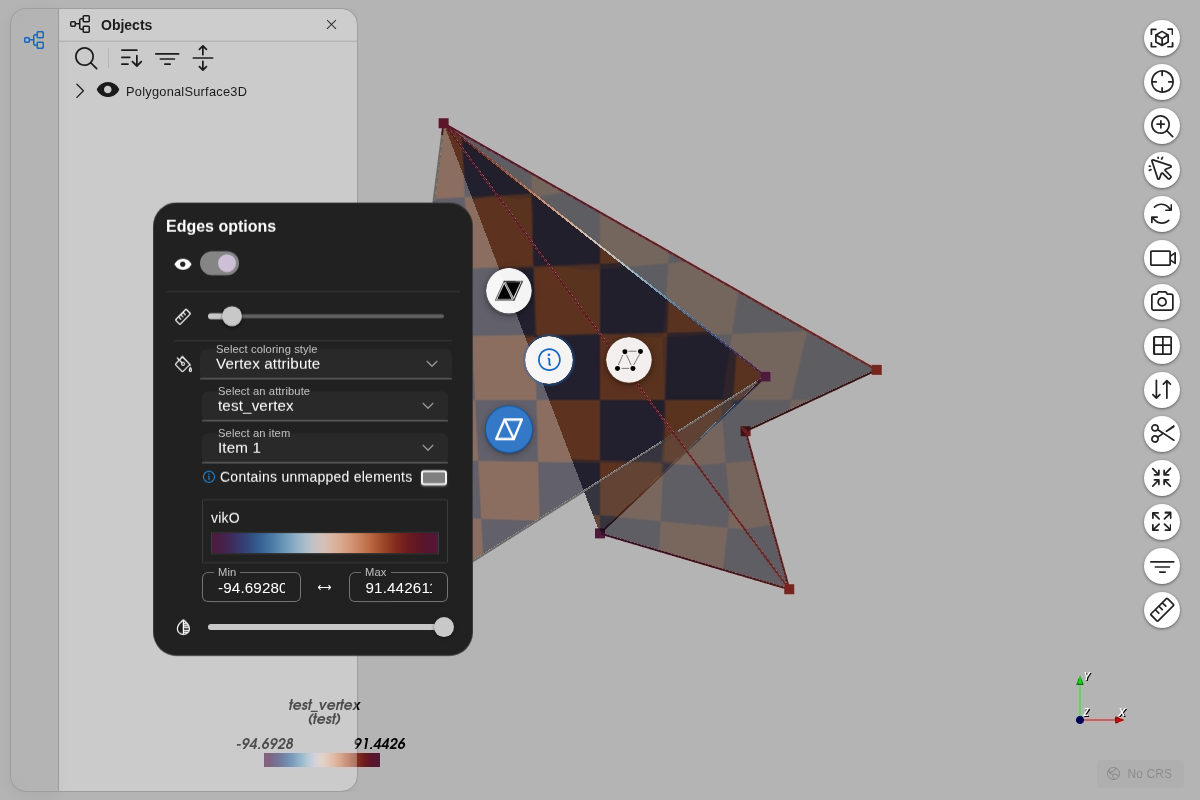 Objects
PolygonalSurface3D
Edges options
Select coloring style
Vertex attribute
Select an attribute
test_vertex
Select an item
Item 1
Contains unmapped elements
vikO
Min
-94.6928
Max
91.44261
test_vertex
(test)
-94.6928
91.4426
Y
Z
X
No CRS